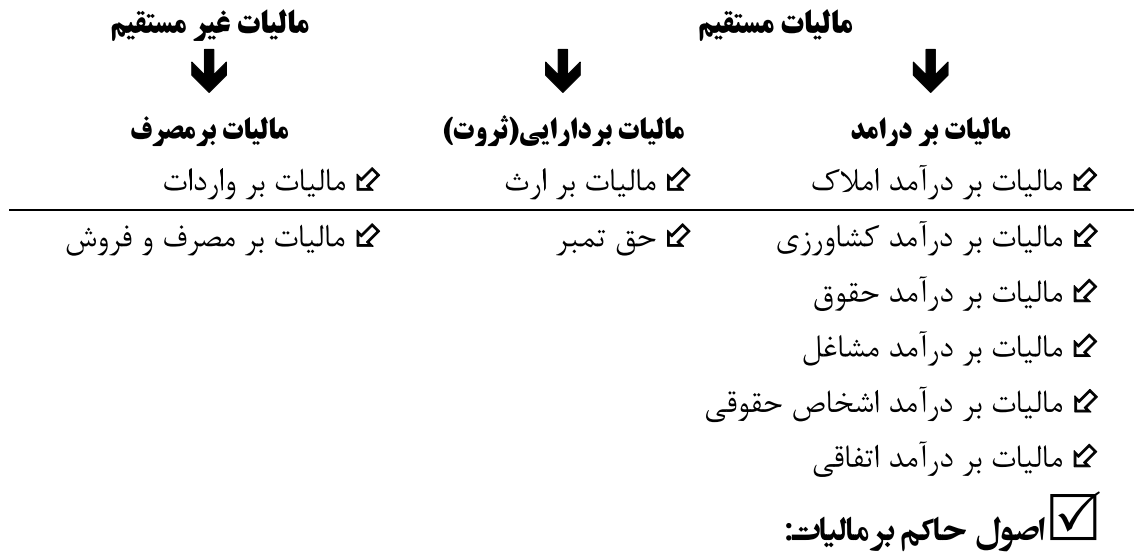 مالیات مستقیم مالیات غیر مستقیم
مالیات بر درامد مالیات بردارایی(ثروت) مالیات برمصرف
مالیات بر درآمد املاک مالیات بر ارث مالیات بر واردات
مالیات بر درآمد کشاورزی حق تمبر مالیات بر مصرف و فروش
مالیات بر درآمد حقوق
مالیات بر درآمد مشاغل
مالیات بر درآمد اشخاص حقوقی
مالیات بر درآمد اتفاقی
اصول حاکم بر مالیات: